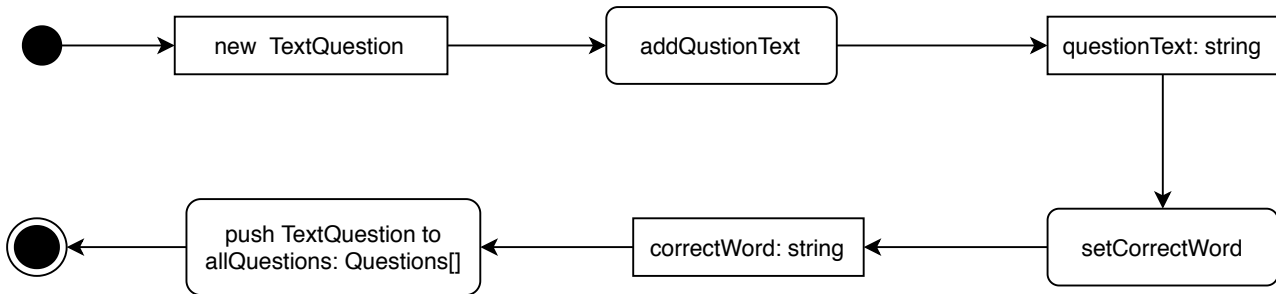 new  TextQuestion
addQustionText
questionText: string
push TextQuestion to
allQuestions: Questions[]
correctWord: string
setCorrectWord